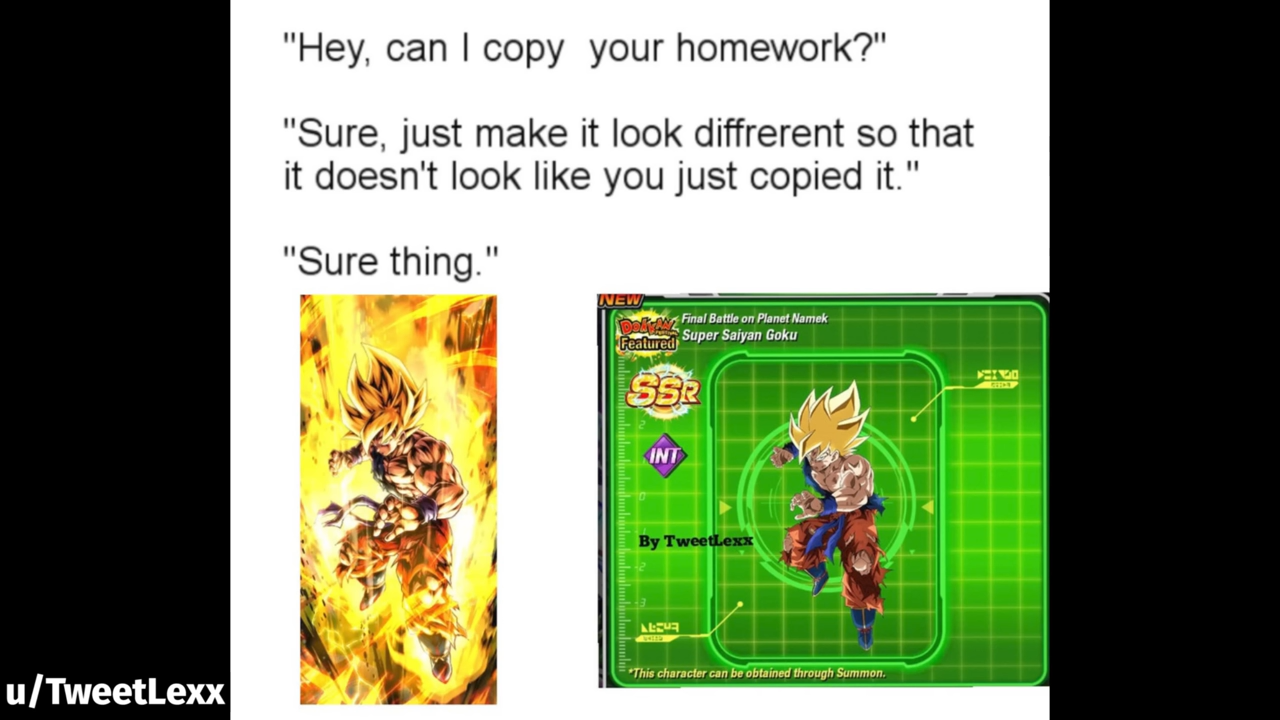 "Hey, can I copy  your homework?"
"Sure, just make it look diffrerent so that
it doesn't look like you just copied it."
"Sure thing."
NEW
DOKKAN
Featured
Final Battle on Planet Namek
Super Saiyan Goku
SSR
INT
By TweetLexx
*This character can be obtained through Summon.
u/TweetLexx